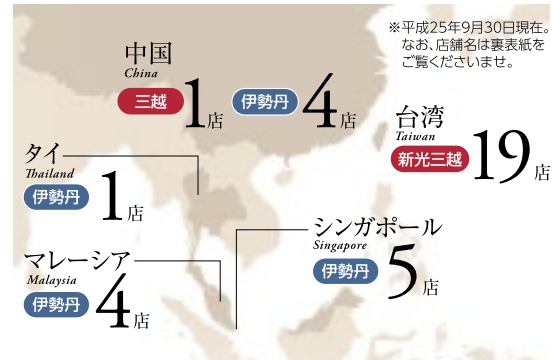 ※平成25年9月30日現在。
なお、店舗名は裏表紙を
ご覧くださいませ。
中国
China
三越 1店 伊勢丹 4店
台湾
Taiwan
新光三越 19店
タイ
Thailand
伊勢丹 1店
シンガポール
Singapore
伊勢丹 5店
マレーシア
Malaysia
伊勢丹 4店